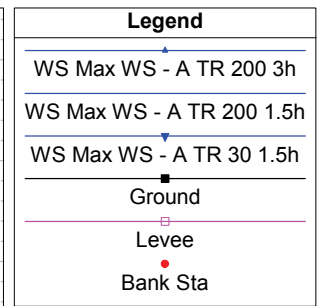 Legend
WS Max WS - A TR 200 3h
WS Max WS - A TR 200 1.5h
WS Max WS - A TR 30 1.5h
Ground
Levee
Bank Sta